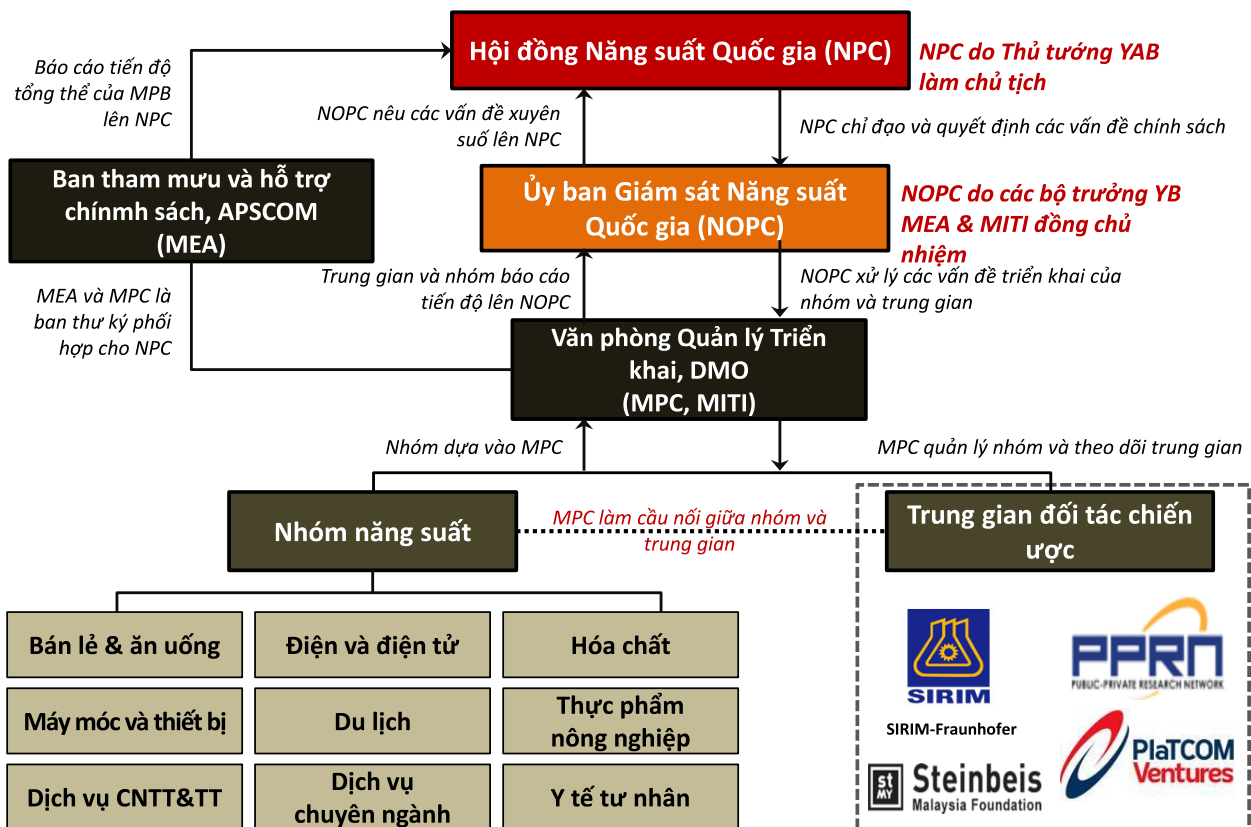 Hội đồng Năng suất Quốc gia (NPC)
NPC do Thủ tướng YAB
làm chủ tịch
Báo cáo tiến độ
tổng thể của MPB
lên NPC
NOPC nêu các vấn đề xuyên
suố lên NPC
NPC chỉ đạo và quyết định các vấn đề chính sách
Ban tham mưu và hỗ trợ
chínmh sách, APSCOM
(MEA)
Ủy ban Giám sát Năng suất
Quốc gia (NOPC)
NOPC do các bộ trưởng YB
MEA & MITI đồng chủ
nhiệm
MEA và MPC là
ban thư ký phối
hợp cho NPC
Trung gian và nhóm báo cáo
tiến độ lên NOPC
NOPC xử lý các vấn đề triển khai của
nhóm và trung gian
Văn phòng Quản lý Triển
khai, DMO
(MPC, MITI)
Nhóm dựa vào MPC
MPC quản lý nhóm và theo dõi trung gian
Nhóm năng suất
MPC làm cầu nối giữa nhóm và
trung gian
Trung gian đối tác chiến
ược
Bán lẻ & ăn uống
Điện và điện tử
Hóa chất
Máy móc và thiết bị
Du lịch
Thực phẩm
nông nghiệp
Dịch vụ CNTT&TT
Dịch vụ
chuyên ngành
Y tế tư nhân
SIRIM
SIRIM-Fraunhofer
PPRN
PUBLIC-PRIVATE RESEARCH NETWORK
st
MY
Steinbeis
Malaysia Foundation
PlaTCOM
Ventures